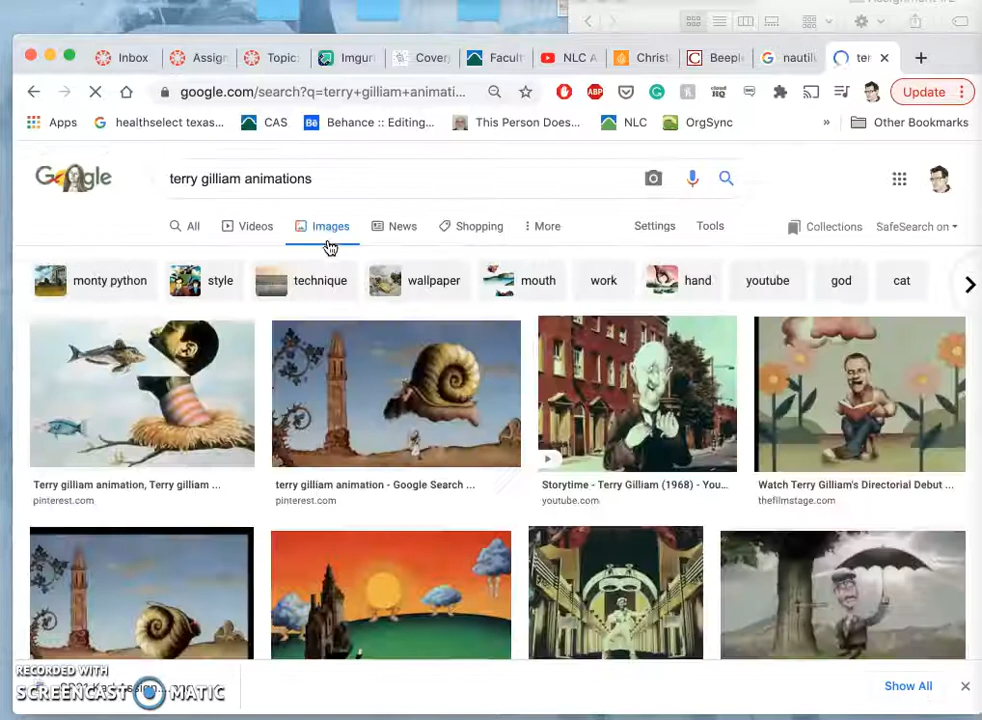 Inbox
Assign
Topic:
Imgur
Cover
Facult
NLC A
Christ
Beeple
nautil
ter
google.com/search?q=terry+gilliam+animati...
Update
Apps
healthselect texas...
CAS
Behance :: Editing...
This Person Does...
NLC
OrgSync
»
Other Bookmarks
Google
terry gilliam animations
All
Videos
Images
News
Shopping
More
Settings
Tools
Collections
SafeSearch on
monty python
style
technique
wallpaper
mouth
work
hand
youtube
god
cat
Terry gilliam animation, Terry gilliam ...
pinterest.com
terry gilliam animation - Google Search ...
pinterest.com
Storytime - Terry Gilliam (1968) - You...
youtube.com
Watch Terry Gilliam's Directorial Debut ...
thefilmstage.com
RECORDED WITH
SCREENCAST MATIC
Show All